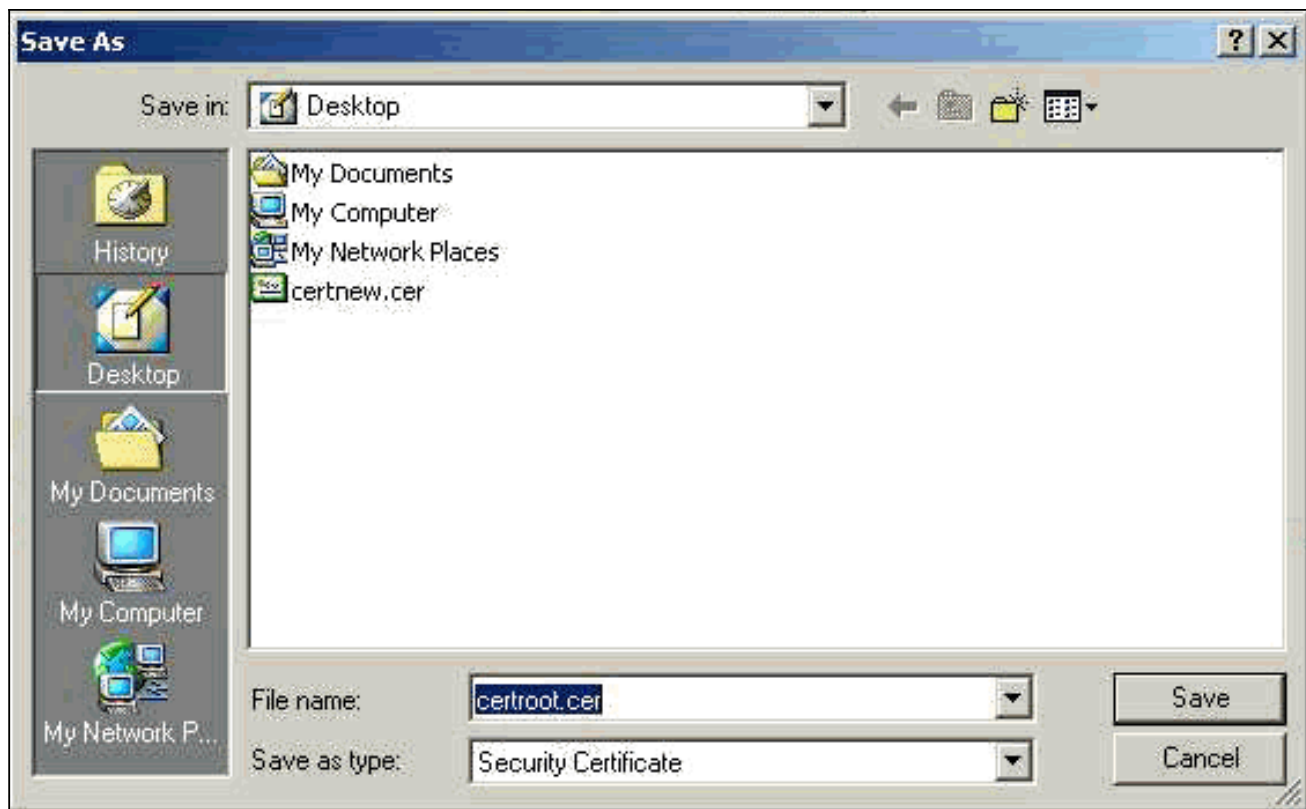 Save As
Save in:
Desktop
History
Desktop
My Documents
My Computer
My Network P...
My Documents
My Computer
My Network Places
certnew.cer
File name:
certroot.cer
Save
Save as type:
Security Certificate
Cancel